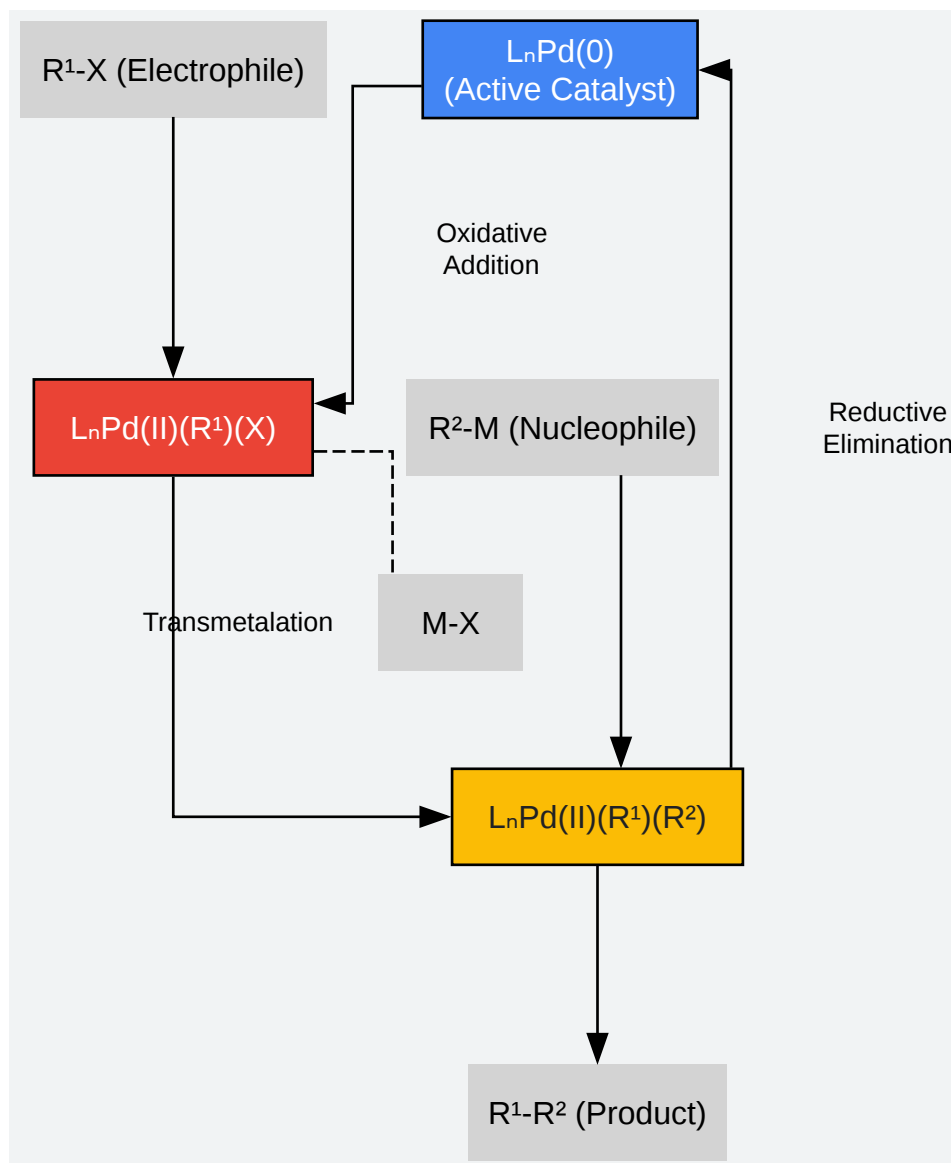 R¹-X (Electrophile)
LₙPd(0)
(Active Catalyst)
Oxidative
Addition
LₙPd(II)(R¹)(X)
R²-M (Nucleophile)
Reductive
Elimination
Transmetalation
M-X
LₙPd(II)(R¹)(R²)
R¹-R² (Product)